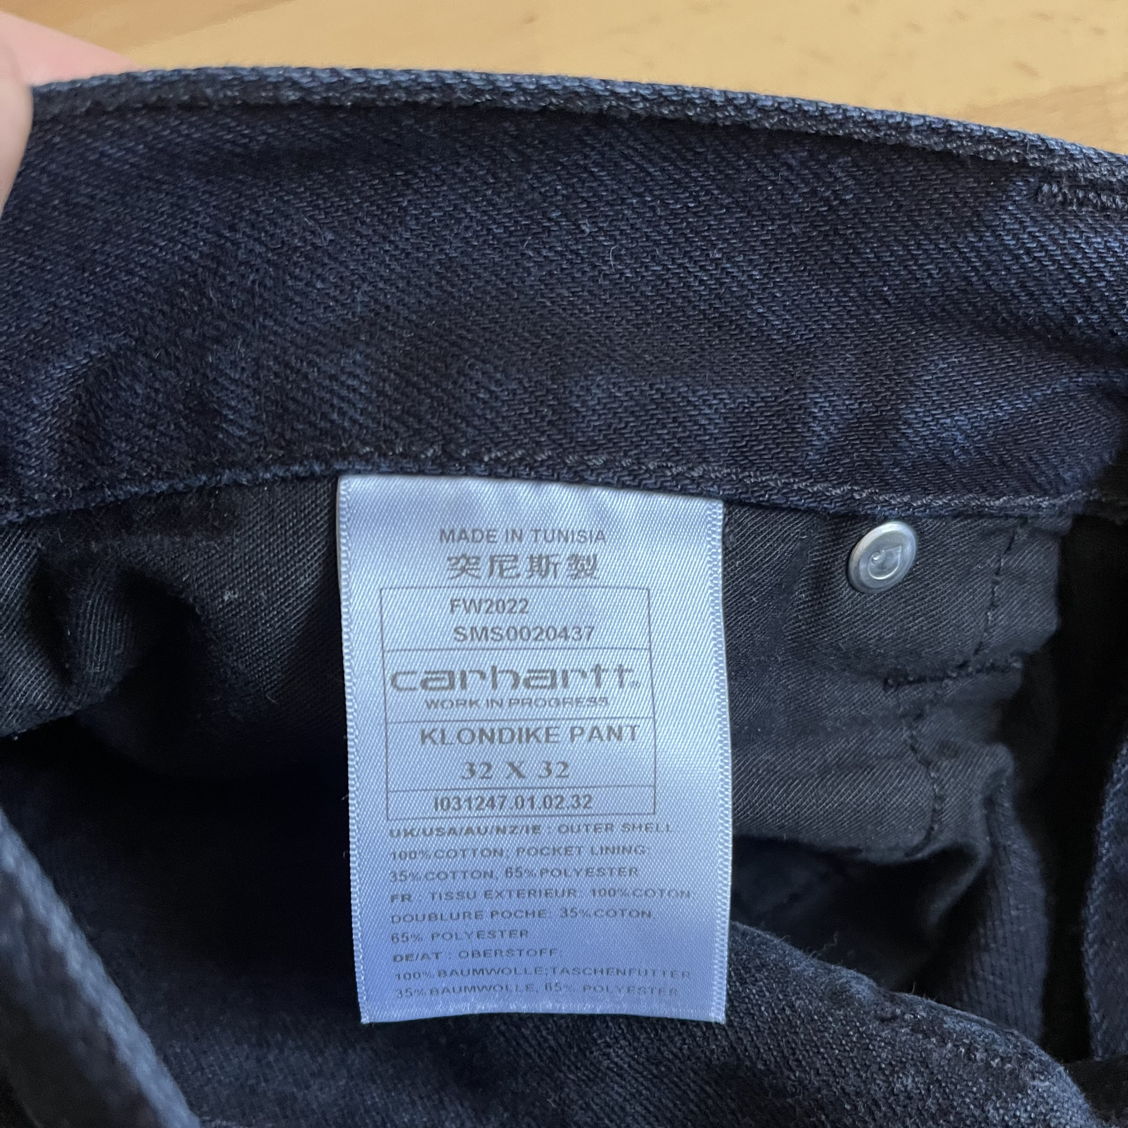 MADE IN TUNISIA
突尼斯製
FW2022
SMS0020437
carhartt®
WORK IN PROGRESS
KLONDIKE PANT
32 X 32
I031247.01.02.32
UK/USA/AU/NZ/IE : OUTER SHELL:
100%COTTON; POCKET LINING:
35%COTTON, 65%POLYESTER
FR : TISSU EXTERIEUR: 100%COTON
DOUBLURE POCHE: 35%COTON,
65% POLYESTER
DE/AT : OBERSTOFF:
100%BAUMWOLLE;TASCHENFUTTER
35%BAUMWOLLE, 65% POLYESTER